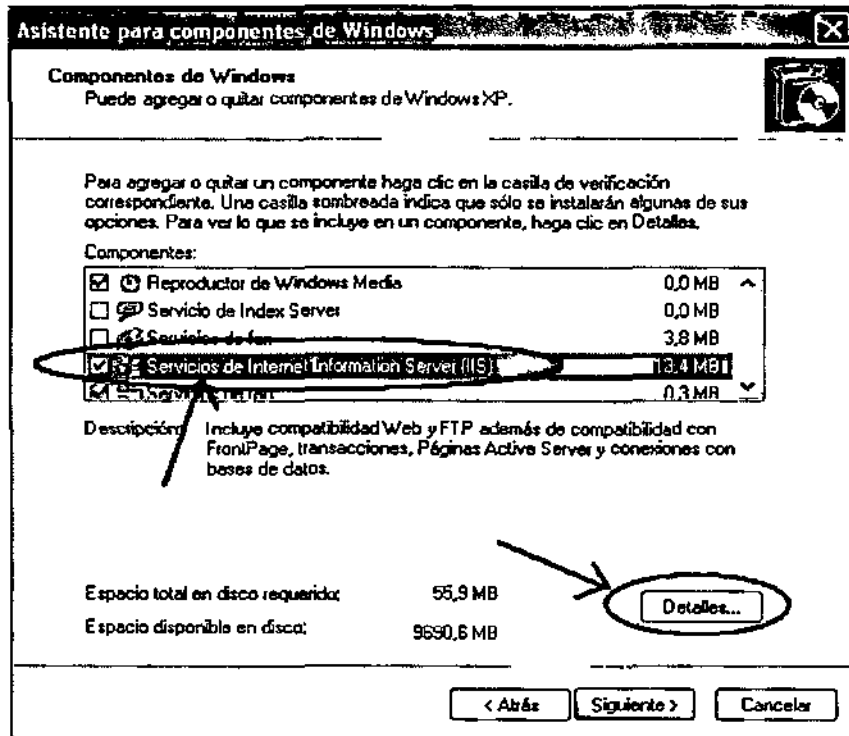 Asistente para componentes de Windows
Componentes de Windows
Puede agregar o quitar componentes de Windows XP.
Para agregar o quitar un componente haga clic en la casilla de verificación
correspondiente. Una casilla sombreada indica que sólo se instalarán algunas de sus
opciones. Para ver lo que se incluye en un componente, haga clic en Detalles.
Componentes:
Reproductor de Windows Media 0,0 MB
Servicio de Index Server 0,0 MB
Servicios de fax 3,8 MB
Servicios de Internet Information Server (IIS) 13,4 MB
0,3 MB
Descripción: Incluye compatibilidad Web y FTP además de compatibilidad con
FrontPage, transacciones, Páginas Active Server y conexiones con
bases de datos.
Espacio total en disco requerido: 55,9 MB
Detalles...
Espacio disponible en disco: 9690,6 MB
< Atrás Siguiente > Cancelar